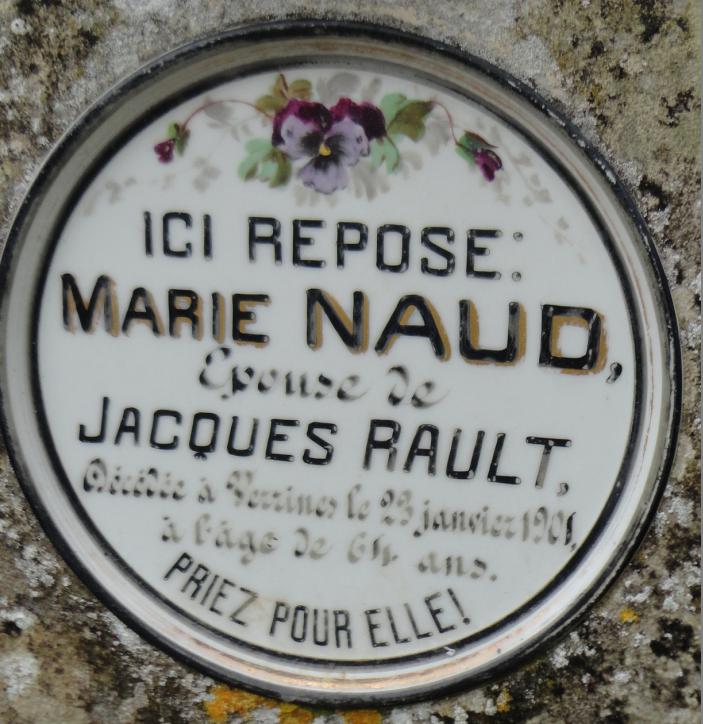 ICI REPOSE:
MARIE NAUD,
Epouse de
JACQUES RAULT,
Décédée à Verrines le 23 janvier 1901,
à l'âge de 64 ans.
PRIEZ POUR ELLE!